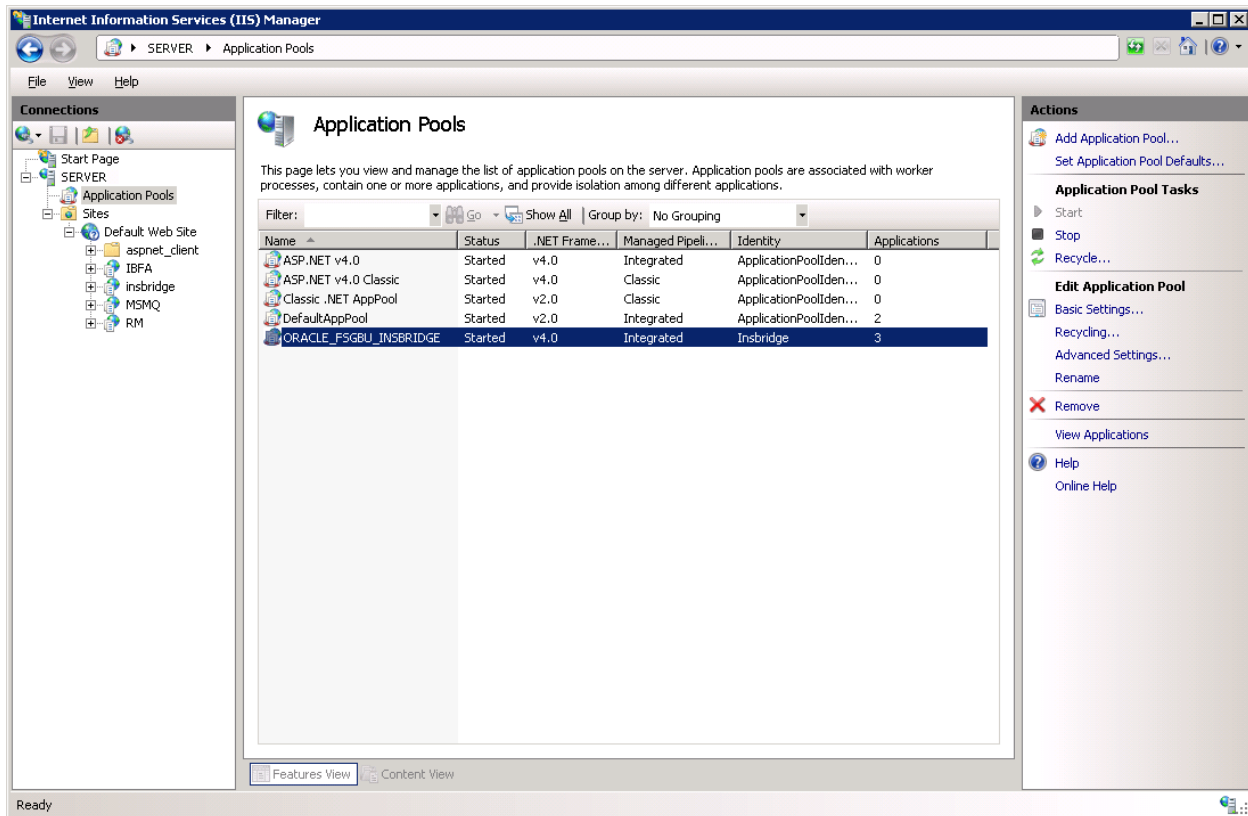 Internet Information Services (IIS) Manager
SERVER Application Pools
File View Help
Connections
Start Page
SERVER
Application Pools
Sites
Default Web Site
aspnet_client
IBFA
insbridge
MSMQ
RM
Application Pools
This page lets you view and manage the list of application pools on the server. Application pools are associated with worker
processes, contain one or more applications, and provide isolation among different applications.
Filter: Go Show All Group by: No Grouping
Name Status .NET Frame... Managed Pipeli... Identity Applications
ASP.NET v4.0 Started v4.0 Integrated ApplicationPoolIden... 0
ASP.NET v4.0 Classic Started v4.0 Classic ApplicationPoolIden... 0
Classic .NET AppPool Started v2.0 Classic ApplicationPoolIden... 0
DefaultAppPool Started v2.0 Integrated ApplicationPoolIden... 2
ORACLE_FSGBU_INSBRIDGE Started v4.0 Integrated Insbridge 3
Features View Content View
Actions
Add Application Pool...
Set Application Pool Defaults...
Application Pool Tasks
Start
Stop
Recycle...
Edit Application Pool
Basic Settings...
Recycling...
Advanced Settings...
Rename
Remove
View Applications
Help
Online Help
Ready